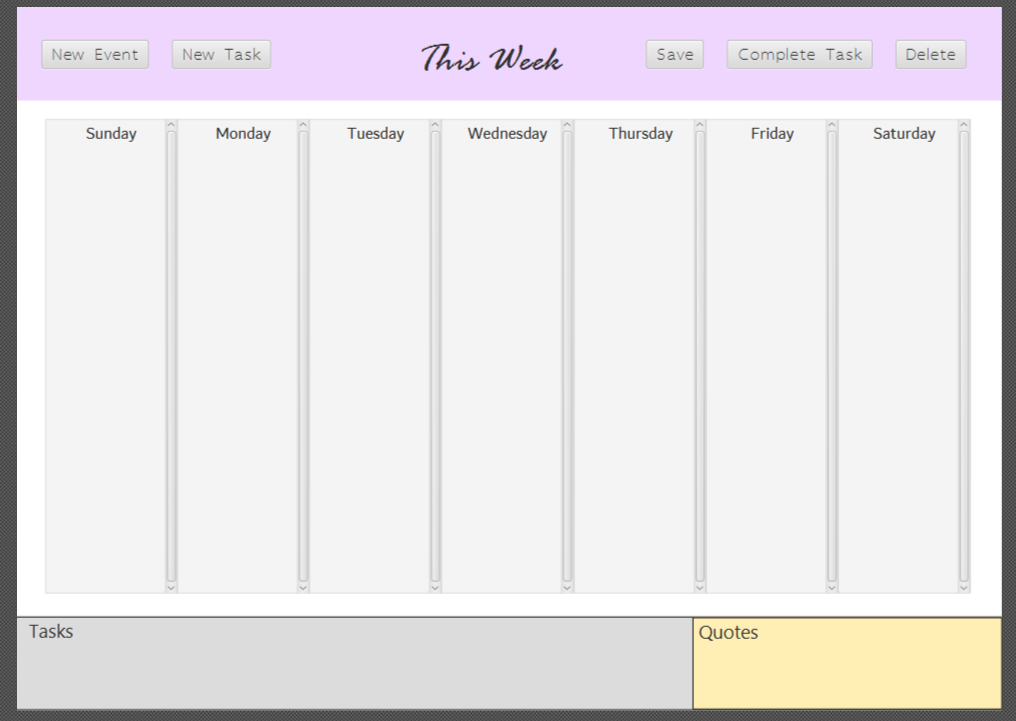 New Event New Task This Week Save Complete Task Delete
Sunday Monday Tuesday Wednesday Thursday Friday Saturday
Tasks Quotes